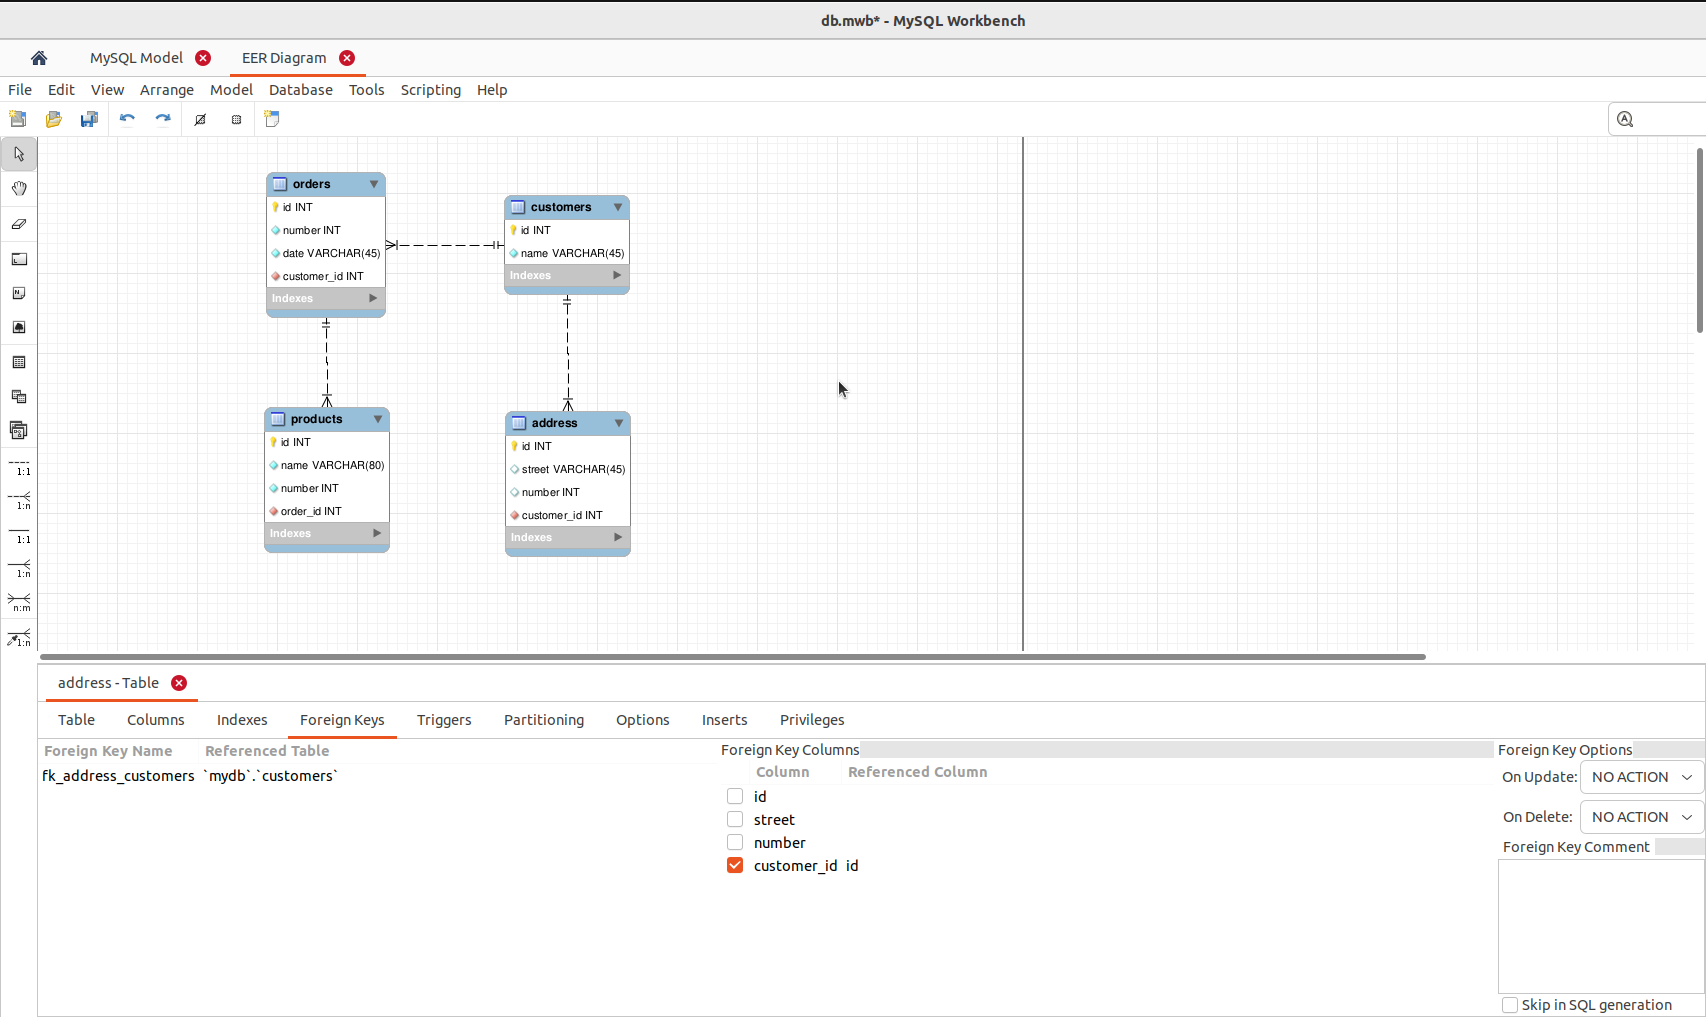 db.mwb* - MySQL Workbench
MySQL Model
EER Diagram
File Edit View Arrange Model Database Tools Scripting Help
orders
id INT
number INT
date VARCHAR(45)
customer_id INT
Indexes
customers
id INT
name VARCHAR(45)
Indexes
products
id INT
name VARCHAR(80)
number INT
order_id INT
Indexes
address
id INT
street VARCHAR(45)
number INT
customer_id INT
Indexes
1:1
1:n
1:1
1:n
n:m
1:n
address - Table
Table Columns Indexes Foreign Keys Triggers Partitioning Options Inserts Privileges
Foreign Key Name Referenced Table
fk_address_customers `mydb`.`customers`
Foreign Key Columns
Column Referenced Column
id
street
number
customer_id id
Foreign Key Options
On Update: NO ACTION
On Delete: NO ACTION
Foreign Key Comment
Skip in SQL generation